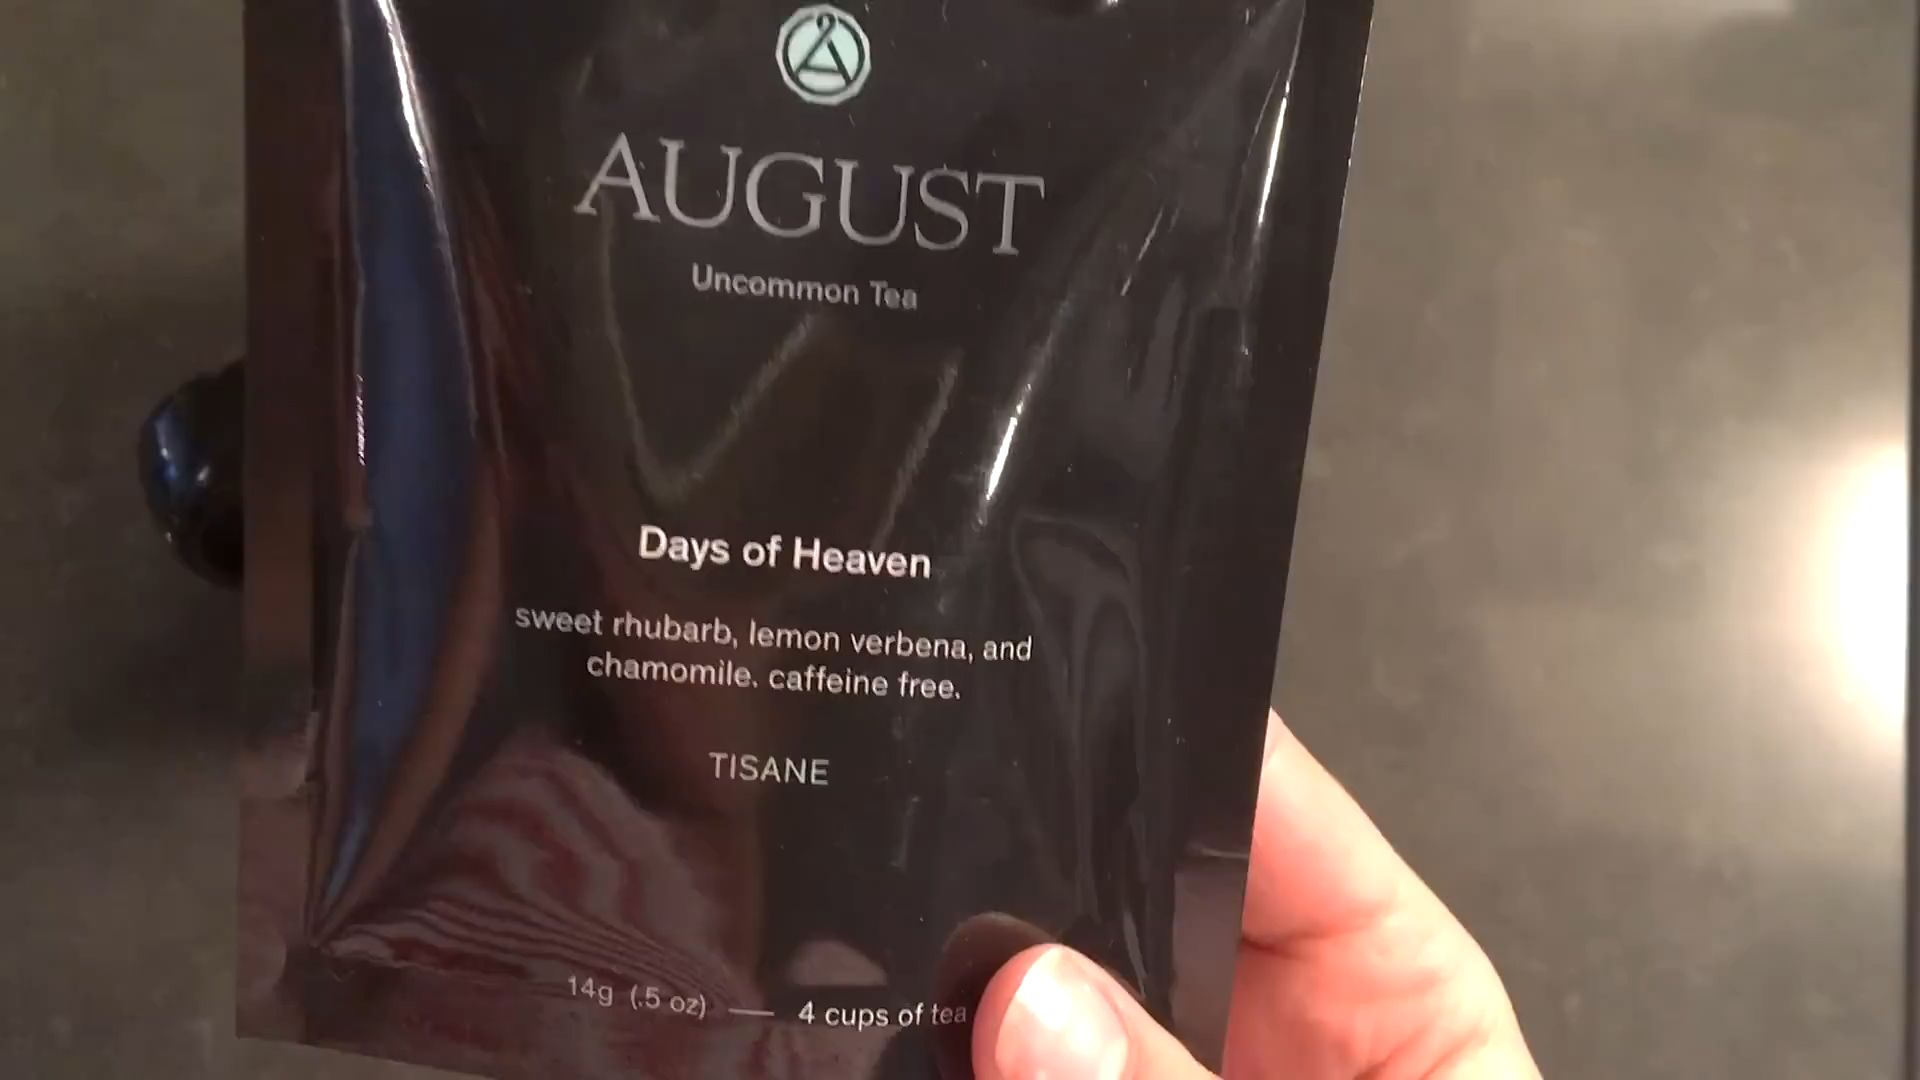 AUGUST
Uncommon Tea
Days of Heaven
sweet rhubarb, lemon verbena, and
chamomile. caffeine free.
TISANE
14g (.5 oz) — 4 cups of tea